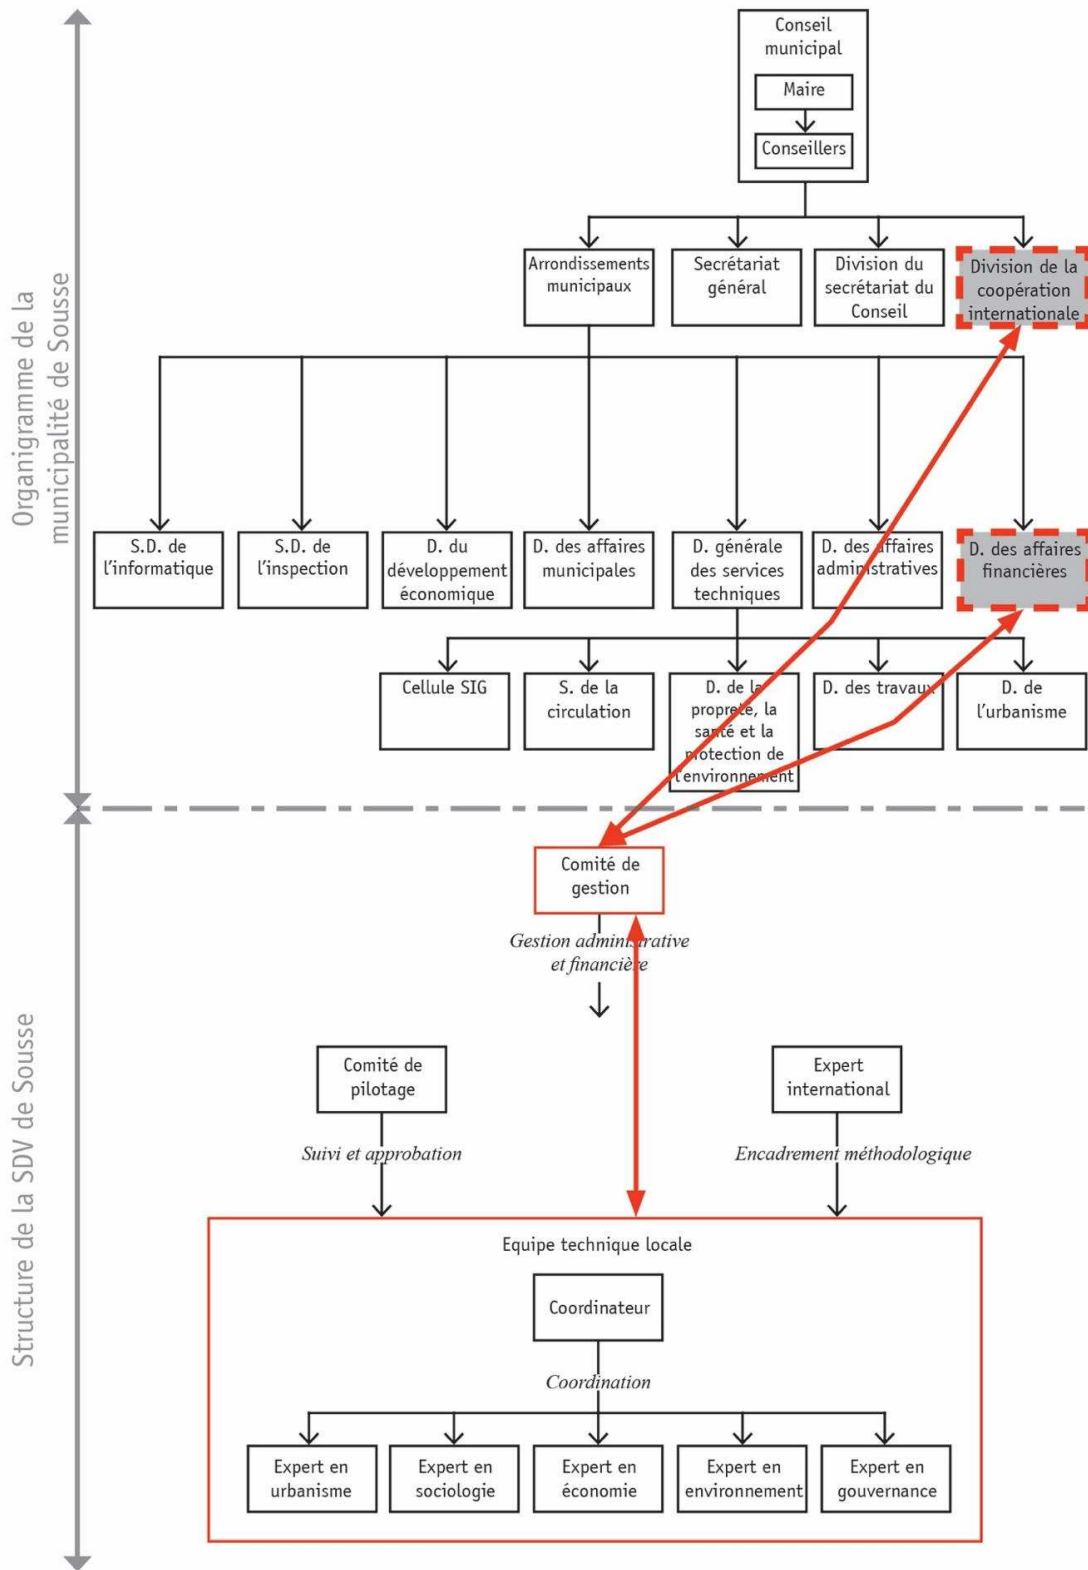 Organigramme de la
municipalité de Sousse
Conseil
municipal
Maire
Conseillers
Arrondissements
municipaux
Secrétariat
général
Division du
secrétariat du
Conseil
Division de la
coopération
internationale
S.D. de
l'informatique
S.D. de
l'inspection
D. du
développement
économique
D. des affaires
municipales
D. générale
des services
techniques
D. des affaires
administratives
D. des affaires
financières
Cellule SIG
S. de la
circulation
D. de la
propreté, la
santé et la
protection de
l'environnement
D. des travaux
D. de
l'urbanisme
Structure de la SDV de Sousse
Comité de
gestion
Gestion administrative
et financière
Comité de
pilotage
Suivi et approbation
Expert
international
Encadrement méthodologique
Equipe technique locale
Coordinateur
Coordination
Expert en
urbanisme
Expert en
sociologie
Expert en
économie
Expert en
environnement
Expert en
gouvernance